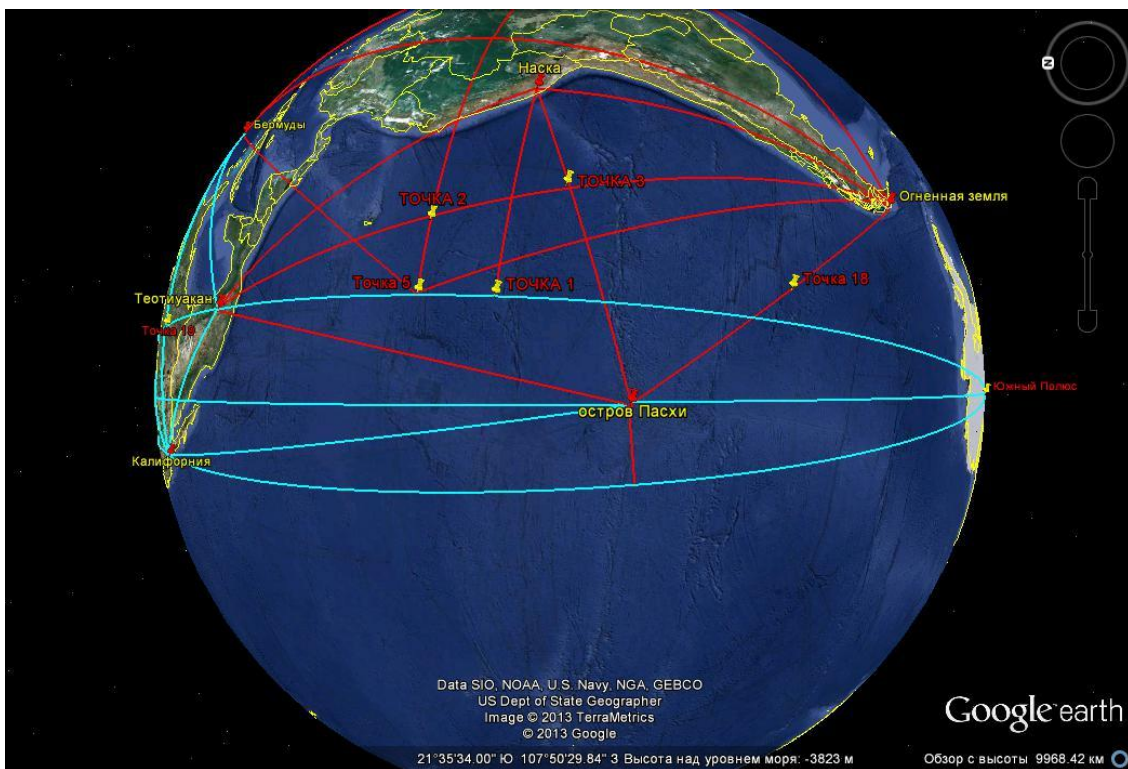 N
Наска
Бермуды
ТОЧКА 3
ТОЧКА 2
Огненная земля
Точка 5
ТОЧКА 1
Точка 18
Теотиуакан
Южный Полюс
остров Пасхи
Калифорния
Data SIO, NOAA, U.S. Navy, NGA, GEBCO
US Dept of State Geographer
Image © 2013 TerraMetrics
© 2013 Google
Google earth
21°35'34.00" Ю 107°50'29.84" З Высота над уровнем моря: -3823 м
Обзор с высоты 9968.42 км